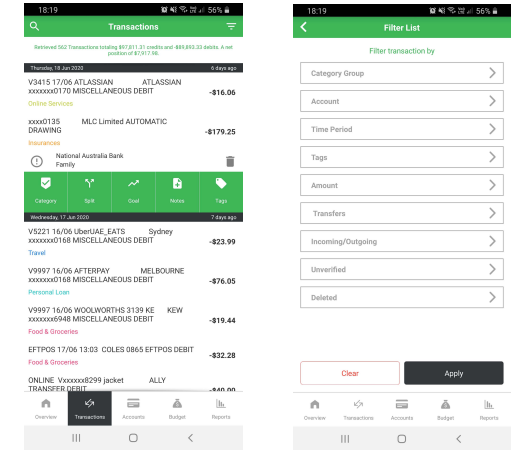 18:19
56%
Transactions
Retrieved 562 Transactions totaling $97,811.31 credits and -$89,893.33 debits. A net
position of $7,917.98.
Thursday, 18 Jun 2020 6 days ago
V3415 17/06 ATLASSIAN ATLASSIAN
xxxxxxx0170 MISCELLANEOUS DEBIT
-$16.06
Online Services
xxxx0135 MLC Limited AUTOMATIC
DRAWING
-$179.25
Insurances
National Australia Bank
Family
Category Split Goal Notes Tags
Wednesday, 17 Jun 2020 7 days ago
V5221 16/06 UberUAE_EATS Sydney
xxxxxxx0168 MISCELLANEOUS DEBIT
-$23.99
Travel
V9997 16/06 AFTERPAY MELBOURNE
xxxxxxx0168 MISCELLANEOUS DEBIT
-$76.05
Personal Loan
V9997 16/06 WOOLWORTHS 3139 KE KEW
xxxxxxx6948 MISCELLANEOUS DEBIT
-$19.44
Food & Groceries
EFTPOS 17/06 13:03 COLES 0865 EFTPOS DEBIT
-$32.28
Food & Groceries
ONLINE Vxxxxxx8299 jacket ALLY
TRANSFER DEBIT
-$40.00
Overview Transactions Accounts Budget Reports
18:19
56%
Filter List
Filter transaction by
Category Group
Account
Time Period
Tags
Amount
Transfers
Incoming/Outgoing
Unverified
Deleted
Clear Apply
Overview Transactions Accounts Budget Reports